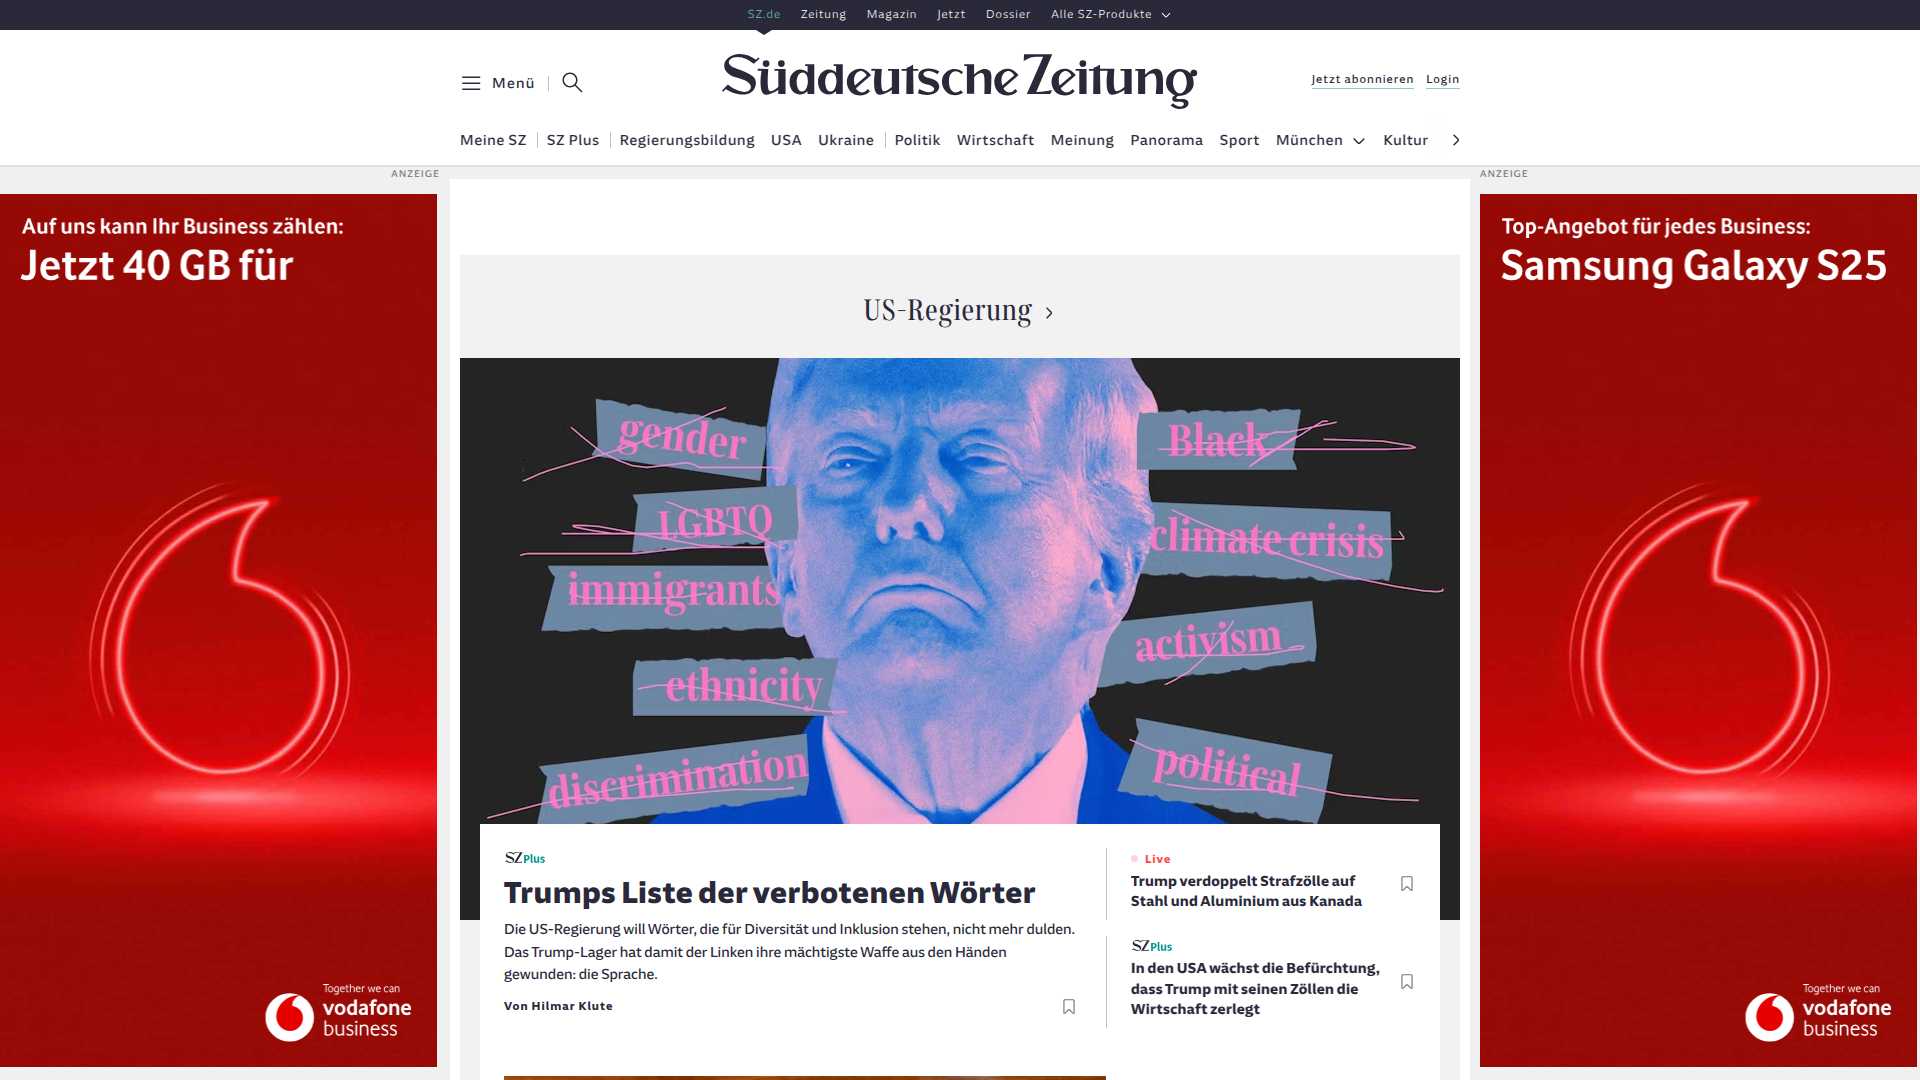 SZ.de Zeitung Magazin Jetzt Dossier Alle SZ-Produkte
Menü
Süddeutsche Zeitung
Jetzt abonnieren Login
Meine SZ SZ Plus Regierungsbildung USA Ukraine Politik Wirtschaft Meinung Panorama Sport München Kultur
ANZEIGE
Auf uns kann Ihr Business zählen:
Jetzt 40 GB für
Together we can
vodafone
business
US-Regierung
gender
LGBTQ
immigrants
ethnicity
discrimination
Black
climate crisis
activism
political
SZ Plus
Trumps Liste der verbotenen Wörter
Die US-Regierung will Wörter, die für Diversität und Inklusion stehen, nicht mehr dulden.
Das Trump-Lager hat damit der Linken ihre mächtigste Waffe aus den Händen
gewunden: die Sprache.
Von Hilmar Klute
Live
Trump verdoppelt Strafzölle auf
Stahl und Aluminium aus Kanada
SZ Plus
In den USA wächst die Befürchtung,
dass Trump mit seinen Zöllen die
Wirtschaft zerlegt
ANZEIGE
Top-Angebot für jedes Business:
Samsung Galaxy S25
Together we can
vodafone
business